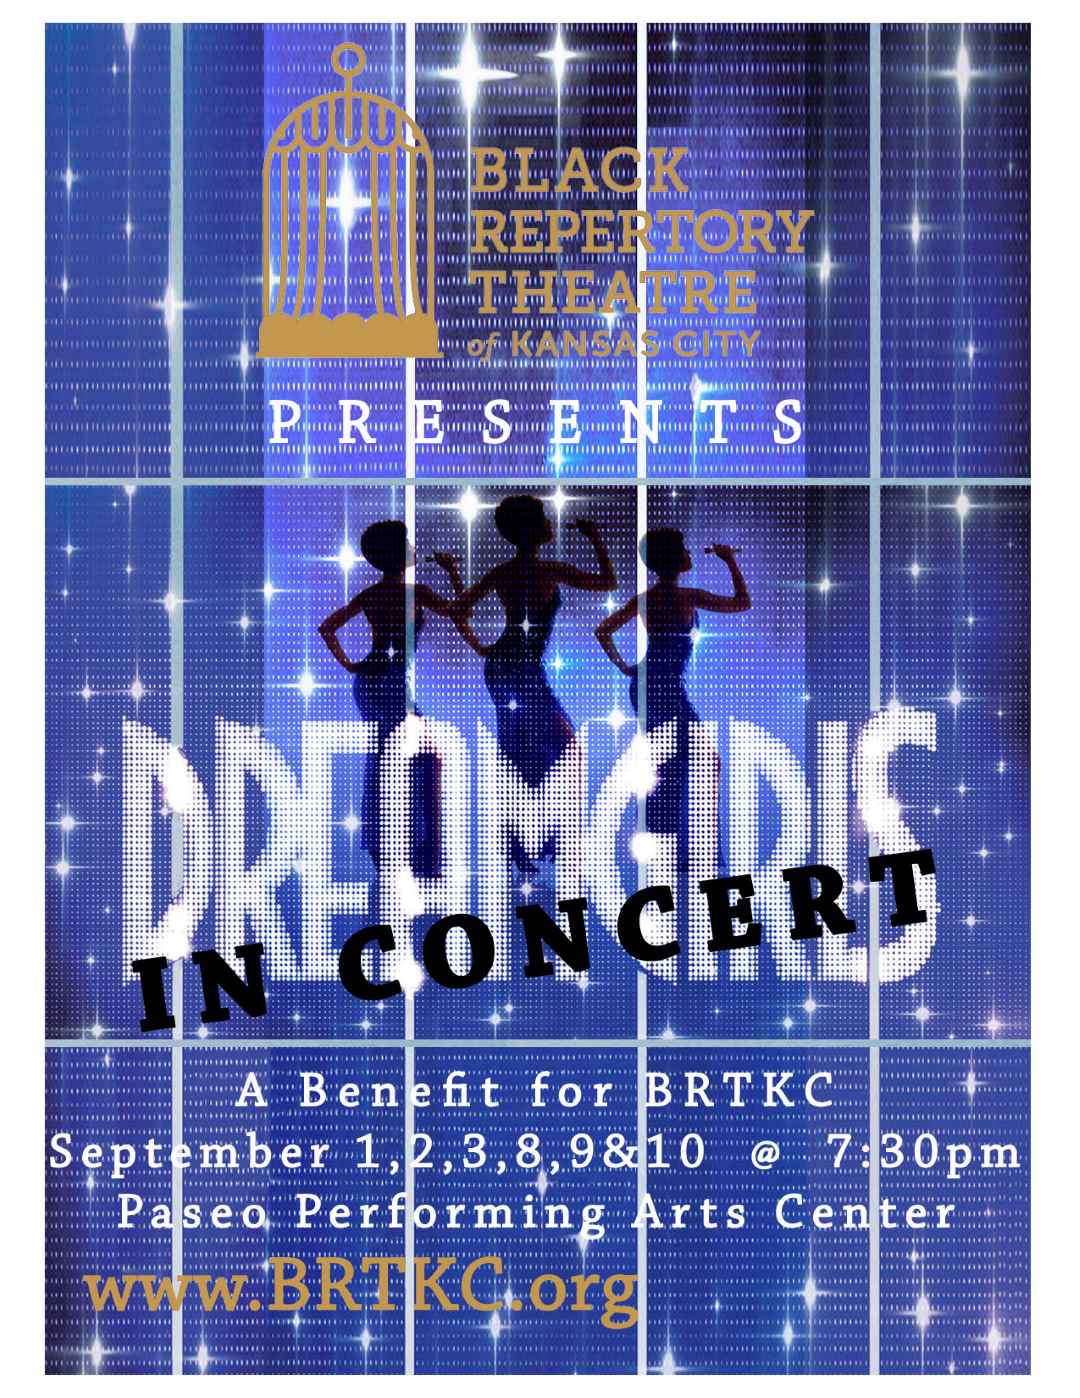 BLACK
REPERTORY
THEATRE
of KANSAS CITY
PRESENTS
DREAMGIRLS
IN CONCERT
A Benefit for BRTKC
September 1,2,3,8,9&10 @ 7:30pm
Paseo Performing Arts Center
www.BRTKC.org